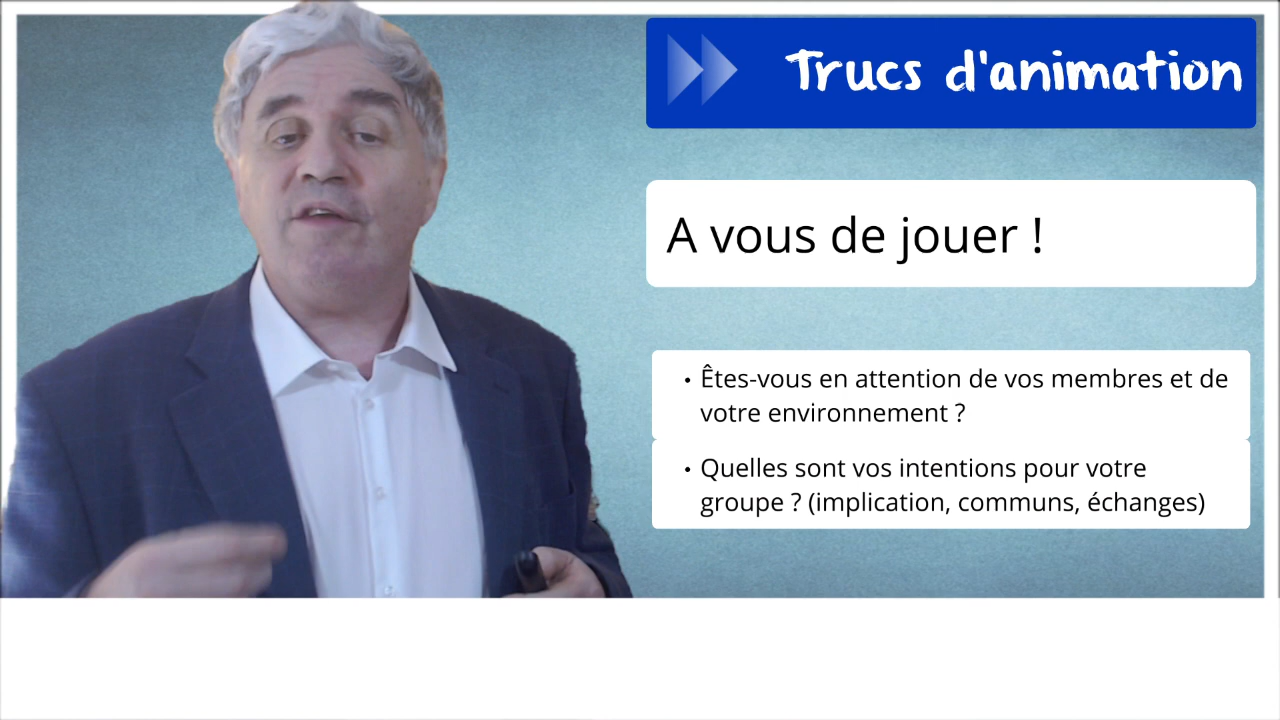 Trucs d'animation
A vous de jouer !
• Êtes-vous en attention de vos membres et de
votre environnement ?
• Quelles sont vos intentions pour votre
groupe ? (implication, communs, échanges)